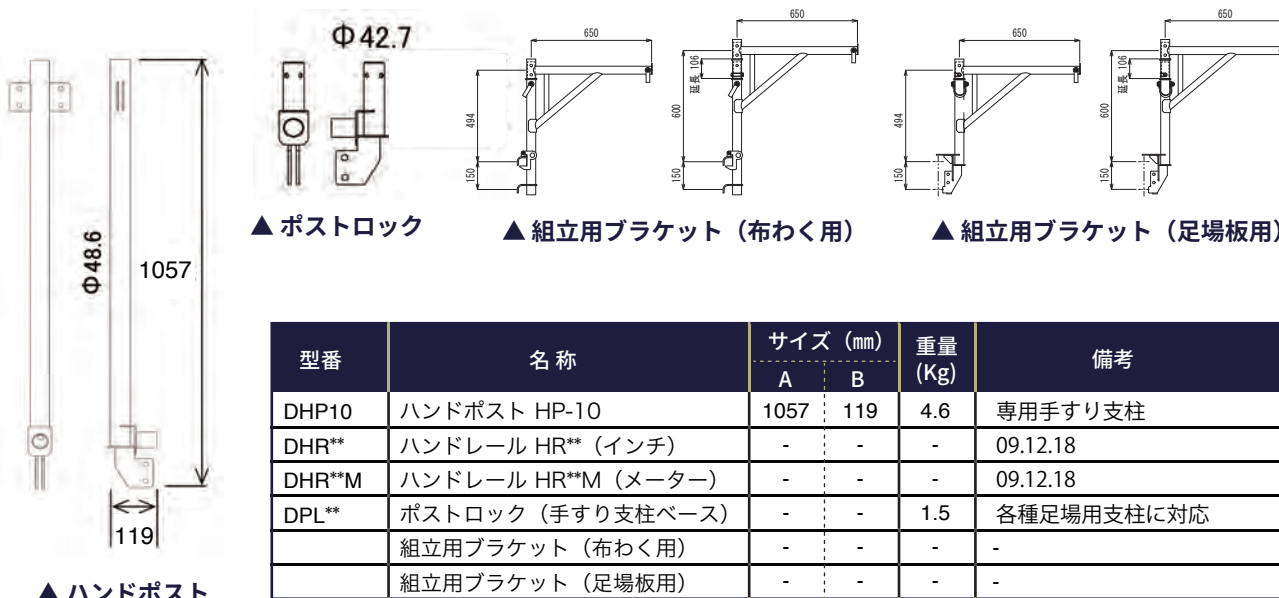 Φ42.7
▲ ポストロック
650
494
150
650
延長 106
600
150
▲ 組立用ブラケット（布わく用）
650
494
150
650
延長 106
600
150
▲ 組立用ブラケット（足場板用）
Φ48.6
1057
119
▲ ハンドポスト
型番 名 称 サイズ（㎜） 重量(Kg) 備考
A B
DHP10 ハンドポスト HP-10 1057 119 4.6 専用手すり支柱
DHR** ハンドレール HR**（インチ） - - - 09.12.18
DHR**M ハンドレール HR**M（メーター） - - - 09.12.18
DPL** ポストロック（手すり支柱ベース） - - 1.5 各種足場用支柱に対応
組立用ブラケット（布わく用） - - - -
組立用ブラケット（足場板用） - - - -